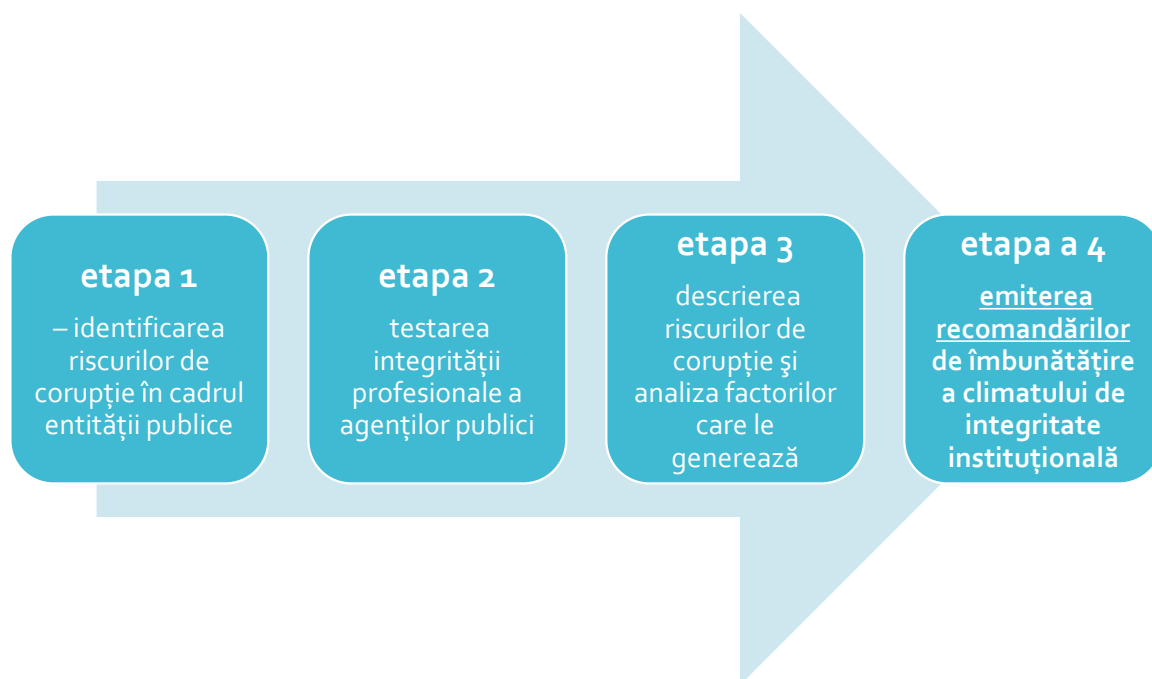 etapa 1
– identificarea
riscurilor de
corupție în cadrul
entității publice
etapa 2
testarea
integrității
profesionale a
agenților publici
etapa 3
descrierea
riscurilor de
corupție şi
analiza factorilor
care le
generează
etapa a 4
emiterea
recomandărilor
de îmbunătățire
a climatului de
integritate
instituțională